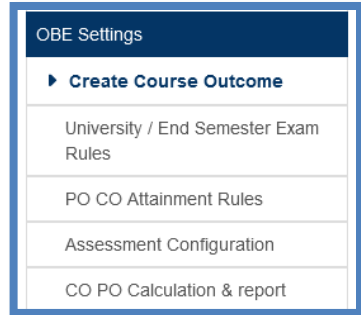 OBE Settings
Create Course Outcome
University / End Semester Exam
Rules
PO CO Attainment Rules
Assessment Configuration
CO PO Calculation & report